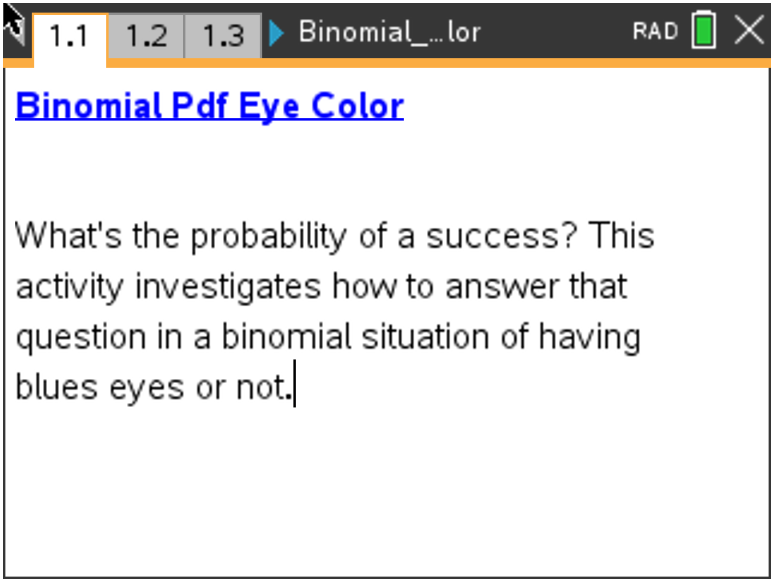 1.1 1.2 1.3 Binomial_...lor RAD
Binomial Pdf Eye Color
What's the probability of a success? This
activity investigates how to answer that
question in a binomial situation of having
blues eyes or not.